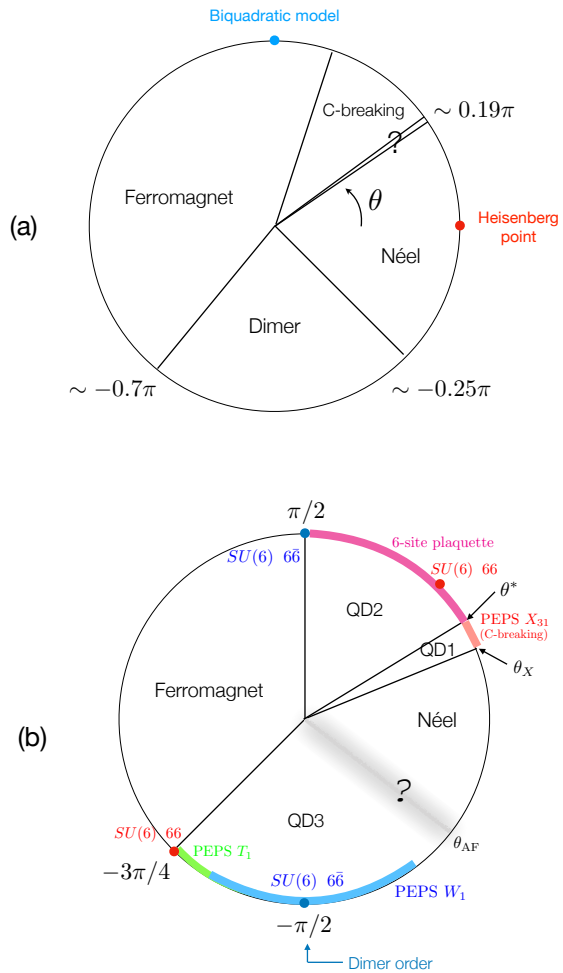 Biquadratic model
C-breaking
∼ 0.19π
?
Ferromagnet
θ
(a)
Heisenberg
point
Néel
Dimer
∼ −0.7π
∼ −0.25π
π/2
6-site plaquette
SU(6) 66̄
SU(6) 66
θ*
QD2
PEPS X₃₁
(C-breaking)
QD1
θ_X
Ferromagnet
Néel
(b)
?
QD3
SU(6) 66
PEPS T₁
θ_AF
−3π/4
SU(6) 66̄
PEPS W₁
−π/2
Dimer order